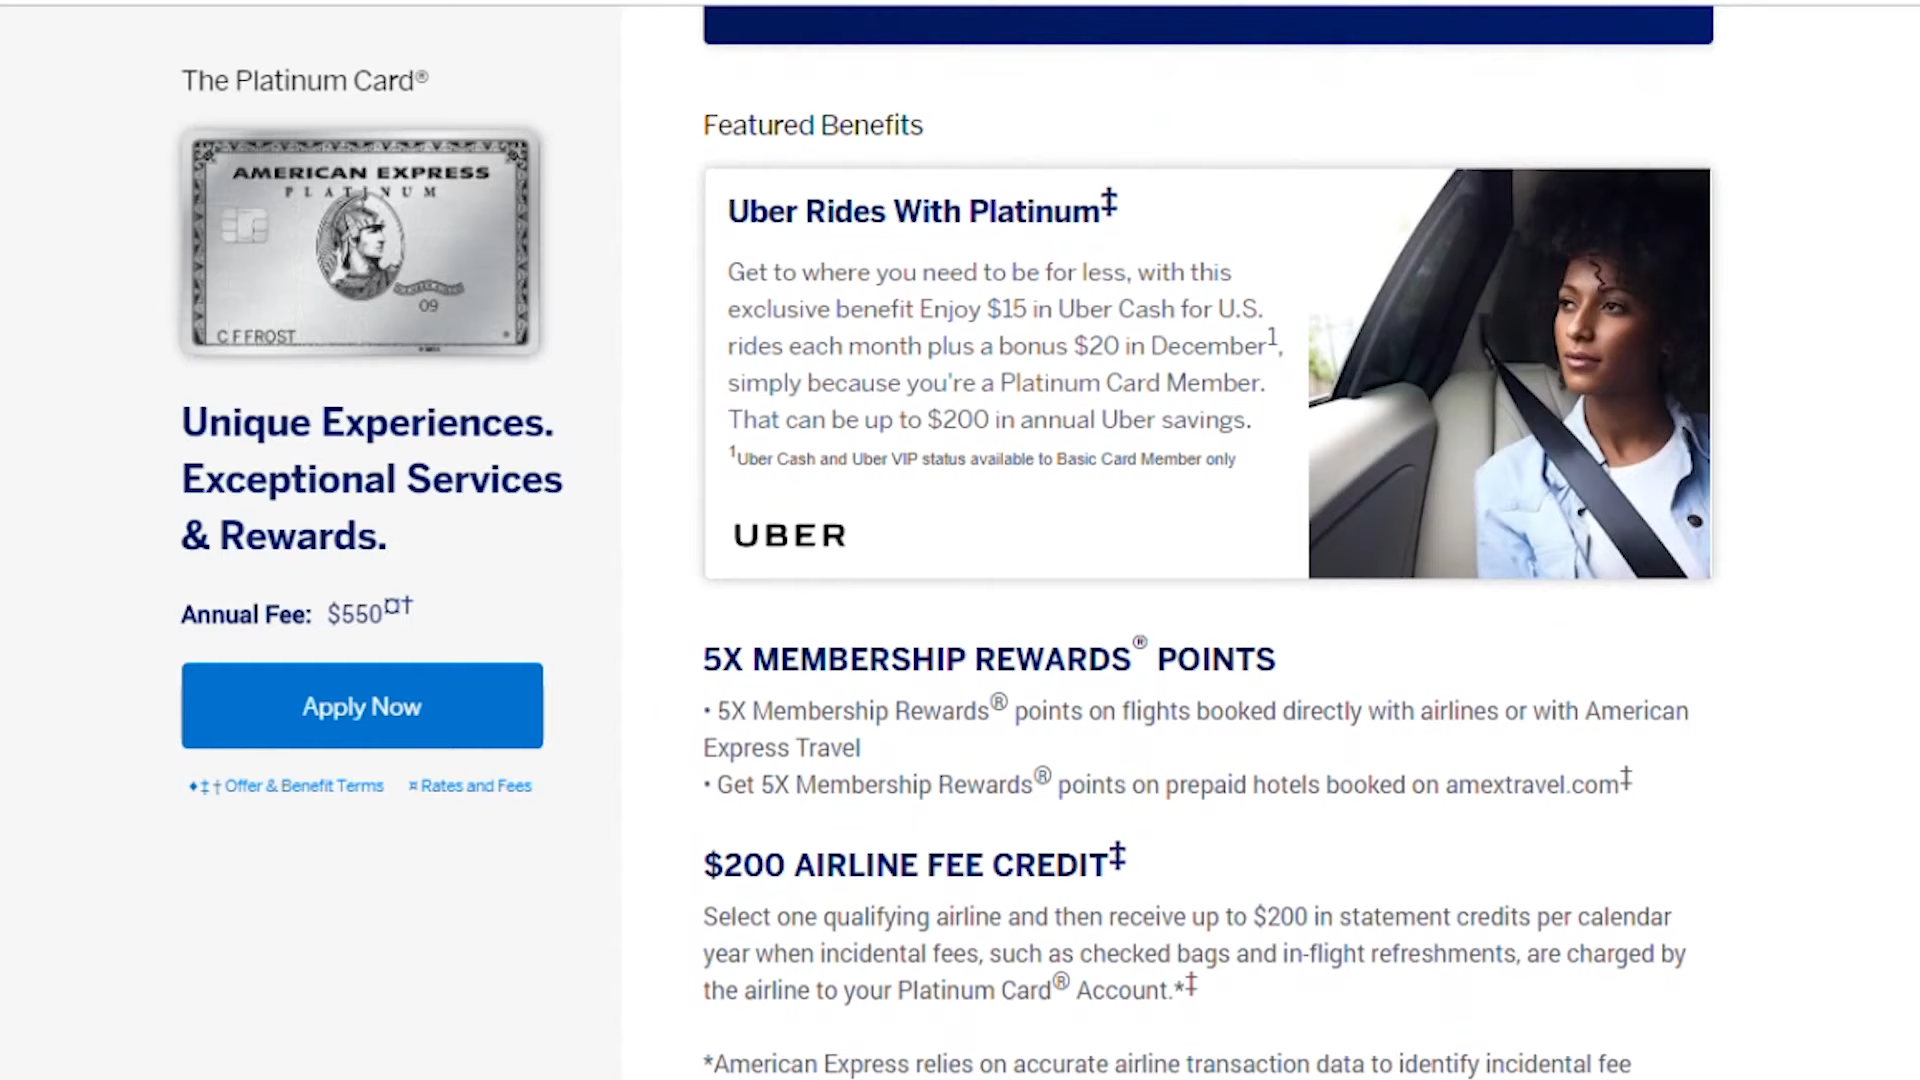 The Platinum Card®
AMERICAN EXPRESS
PLATINUM
09
C F FROST
Unique Experiences.
Exceptional Services
& Rewards.
Annual Fee: $550¤†
Apply Now
♦‡†Offer & Benefit Terms ¤Rates and Fees
Featured Benefits
Uber Rides With Platinum‡
Get to where you need to be for less, with this
exclusive benefit Enjoy $15 in Uber Cash for U.S.
rides each month plus a bonus $20 in December1,
simply because you're a Platinum Card Member.
That can be up to $200 in annual Uber savings.
1Uber Cash and Uber VIP status available to Basic Card Member only
UBER
5X MEMBERSHIP REWARDS® POINTS
• 5X Membership Rewards® points on flights booked directly with airlines or with American
Express Travel
• Get 5X Membership Rewards® points on prepaid hotels booked on amextravel.com‡
$200 AIRLINE FEE CREDIT‡
Select one qualifying airline and then receive up to $200 in statement credits per calendar
year when incidental fees, such as checked bags and in-flight refreshments, are charged by
the airline to your Platinum Card® Account.*‡
*American Express relies on accurate airline transaction data to identify incidental fee